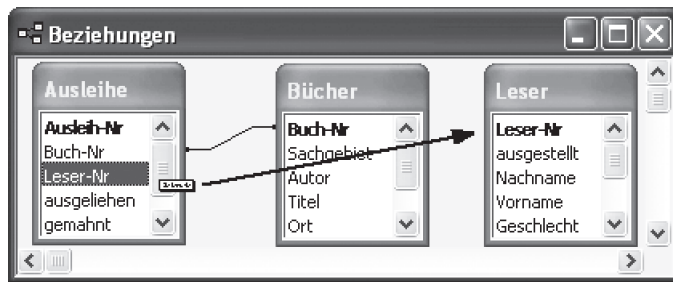 Beziehungen
Ausleihe
Ausleih-Nr
Buch-Nr
Leser-Nr
ausgeliehen
gemahnt
Bücher
Buch-Nr
Sachgebiet
Autor
Titel
Ort
Leser
Leser-Nr
ausgestellt
Nachname
Vorname
Geschlecht